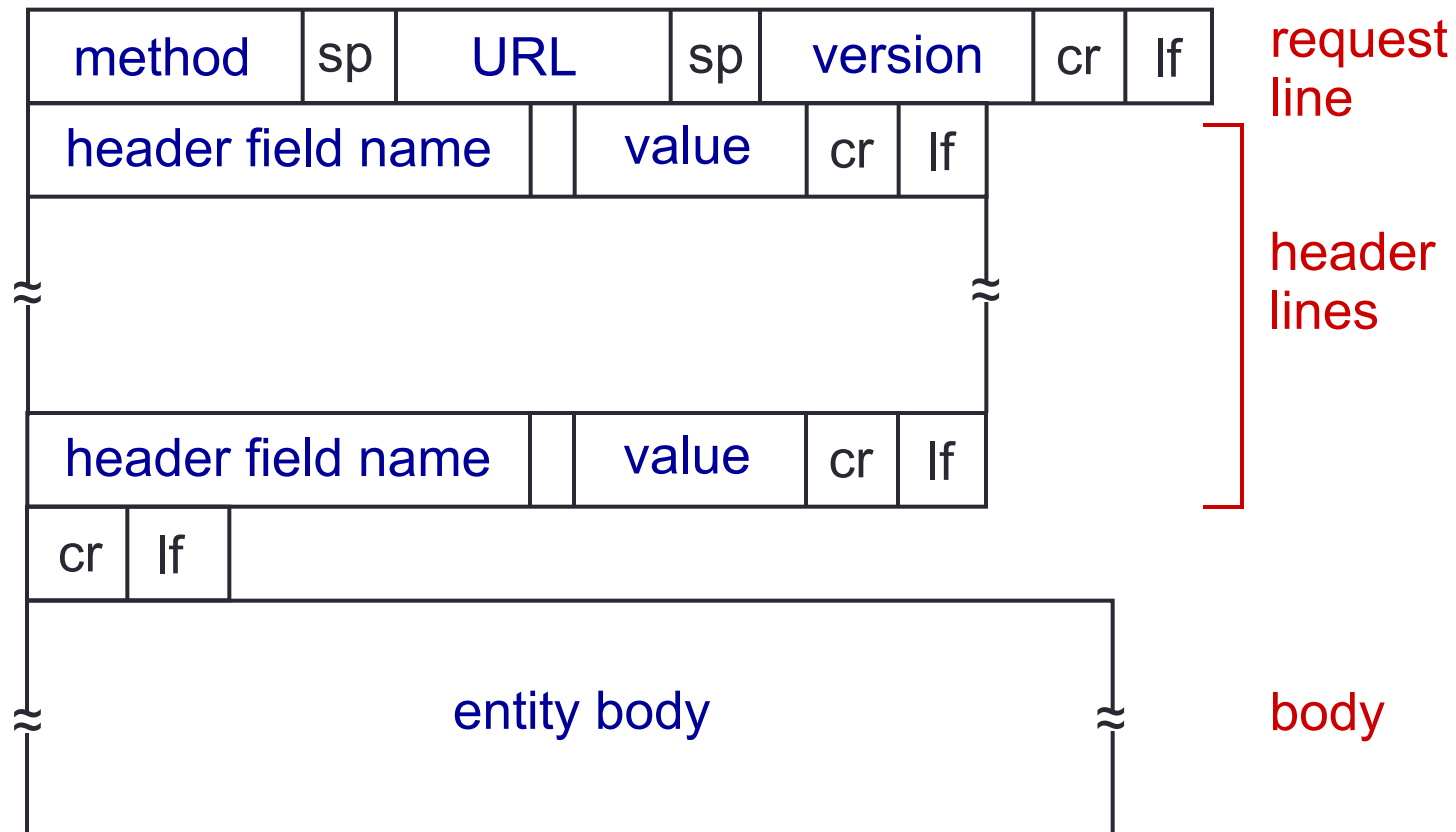 method sp URL sp version cr lf
request
line
header field name value cr lf
header
lines
header field name value cr lf
cr lf
entity body
body